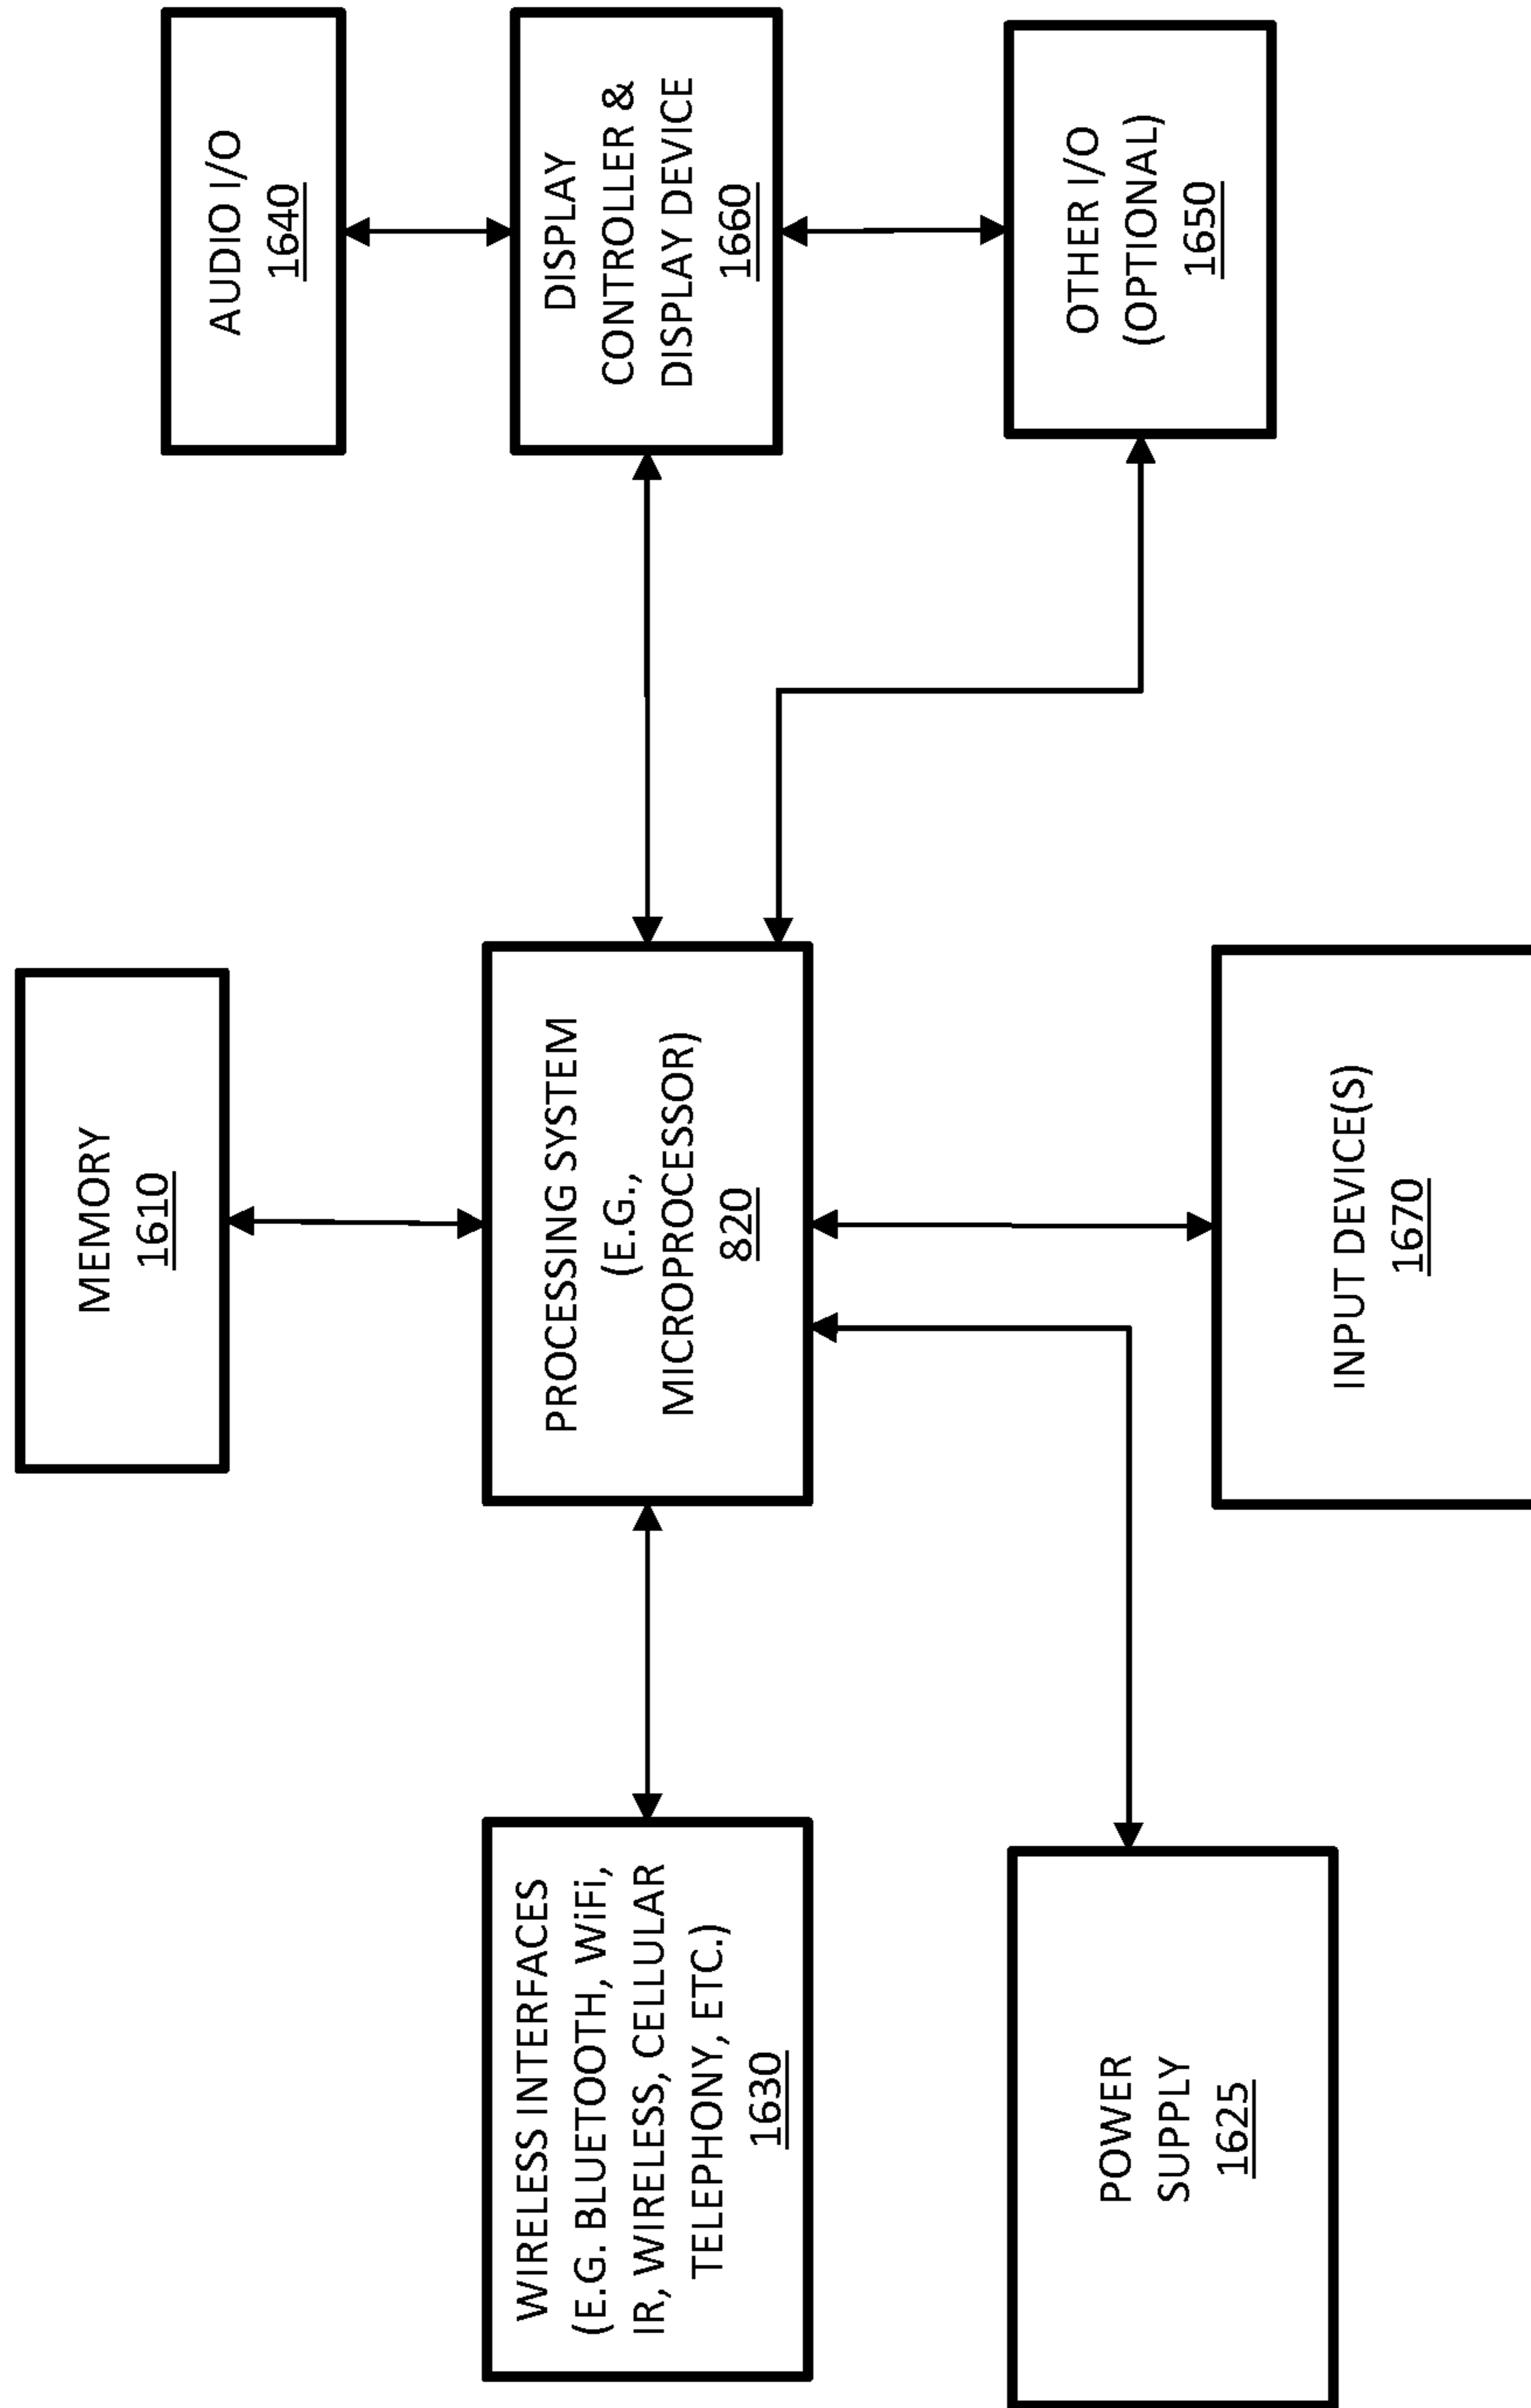 MEMORY
1610
AUDIO I/O
1640
WIRELESS INTERFACES
(E.G. BLUETOOTH, WiFi,
IR, WIRELESS, CELLULAR
TELEPHONY, ETC.)
1630
PROCESSING SYSTEM
(E.G.,
MICROPROCESSOR)
820
DISPLAY
CONTROLLER &
DISPLAY DEVICE
1660
POWER
SUPPLY
1625
INPUT DEVICE(S)
1670
OTHER I/O
(OPTIONAL)
1650